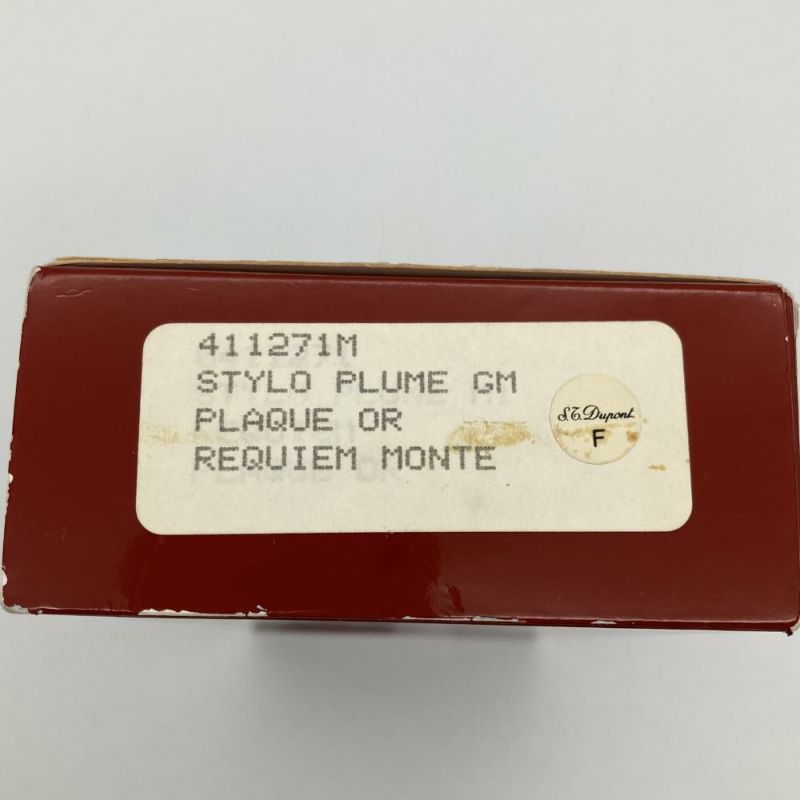 411271M
STYLO PLUME GM
PLAQUE OR
REQUIEM MONTE
S.T. Dupont
F